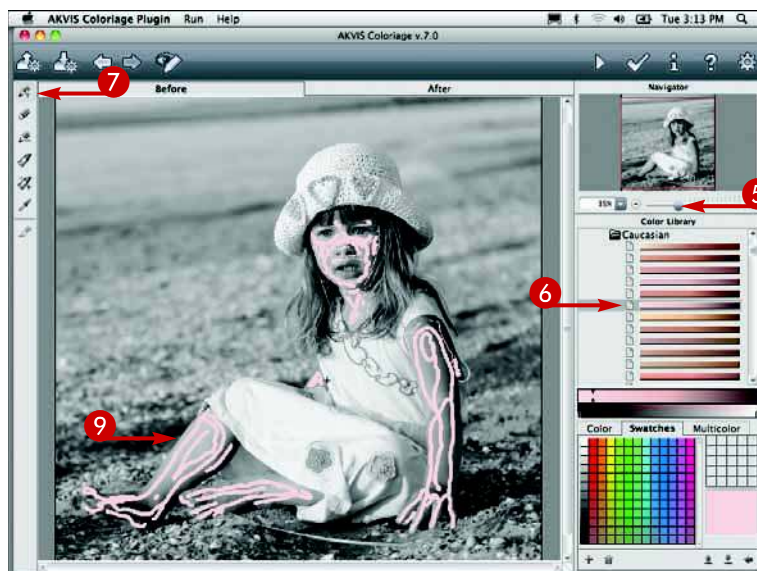 AKVIS Coloriage Plugin Run Help Tue 3:13 PM
AKVIS Coloriage v.7.0
7
Before After Navigator
35% 5
Color Library
Caucasian
6
9
Color Swatches Multicolor